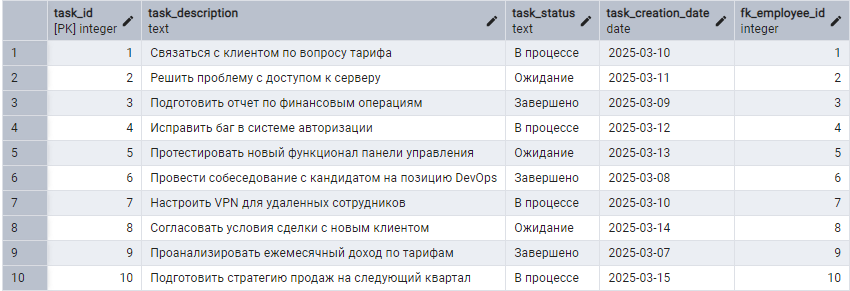 task_id task_description task_status task_creation_date fk_employee_id
[PK] integer text text date integer
1 1 Связаться с клиентом по вопросу тарифа В процессе 2025-03-10 1
2 2 Решить проблему с доступом к серверу Ожидание 2025-03-11 2
3 3 Подготовить отчет по финансовым операциям Завершено 2025-03-09 3
4 4 Исправить баг в системе авторизации В процессе 2025-03-12 4
5 5 Протестировать новый функционал панели управления Ожидание 2025-03-13 5
6 6 Провести собеседование с кандидатом на позицию DevOps Завершено 2025-03-08 6
7 7 Настроить VPN для удаленных сотрудников В процессе 2025-03-10 7
8 8 Согласовать условия сделки с новым клиентом Ожидание 2025-03-14 8
9 9 Проанализировать ежемесячный доход по тарифам Завершено 2025-03-07 9
10 10 Подготовить стратегию продаж на следующий квартал В процессе 2025-03-15 10